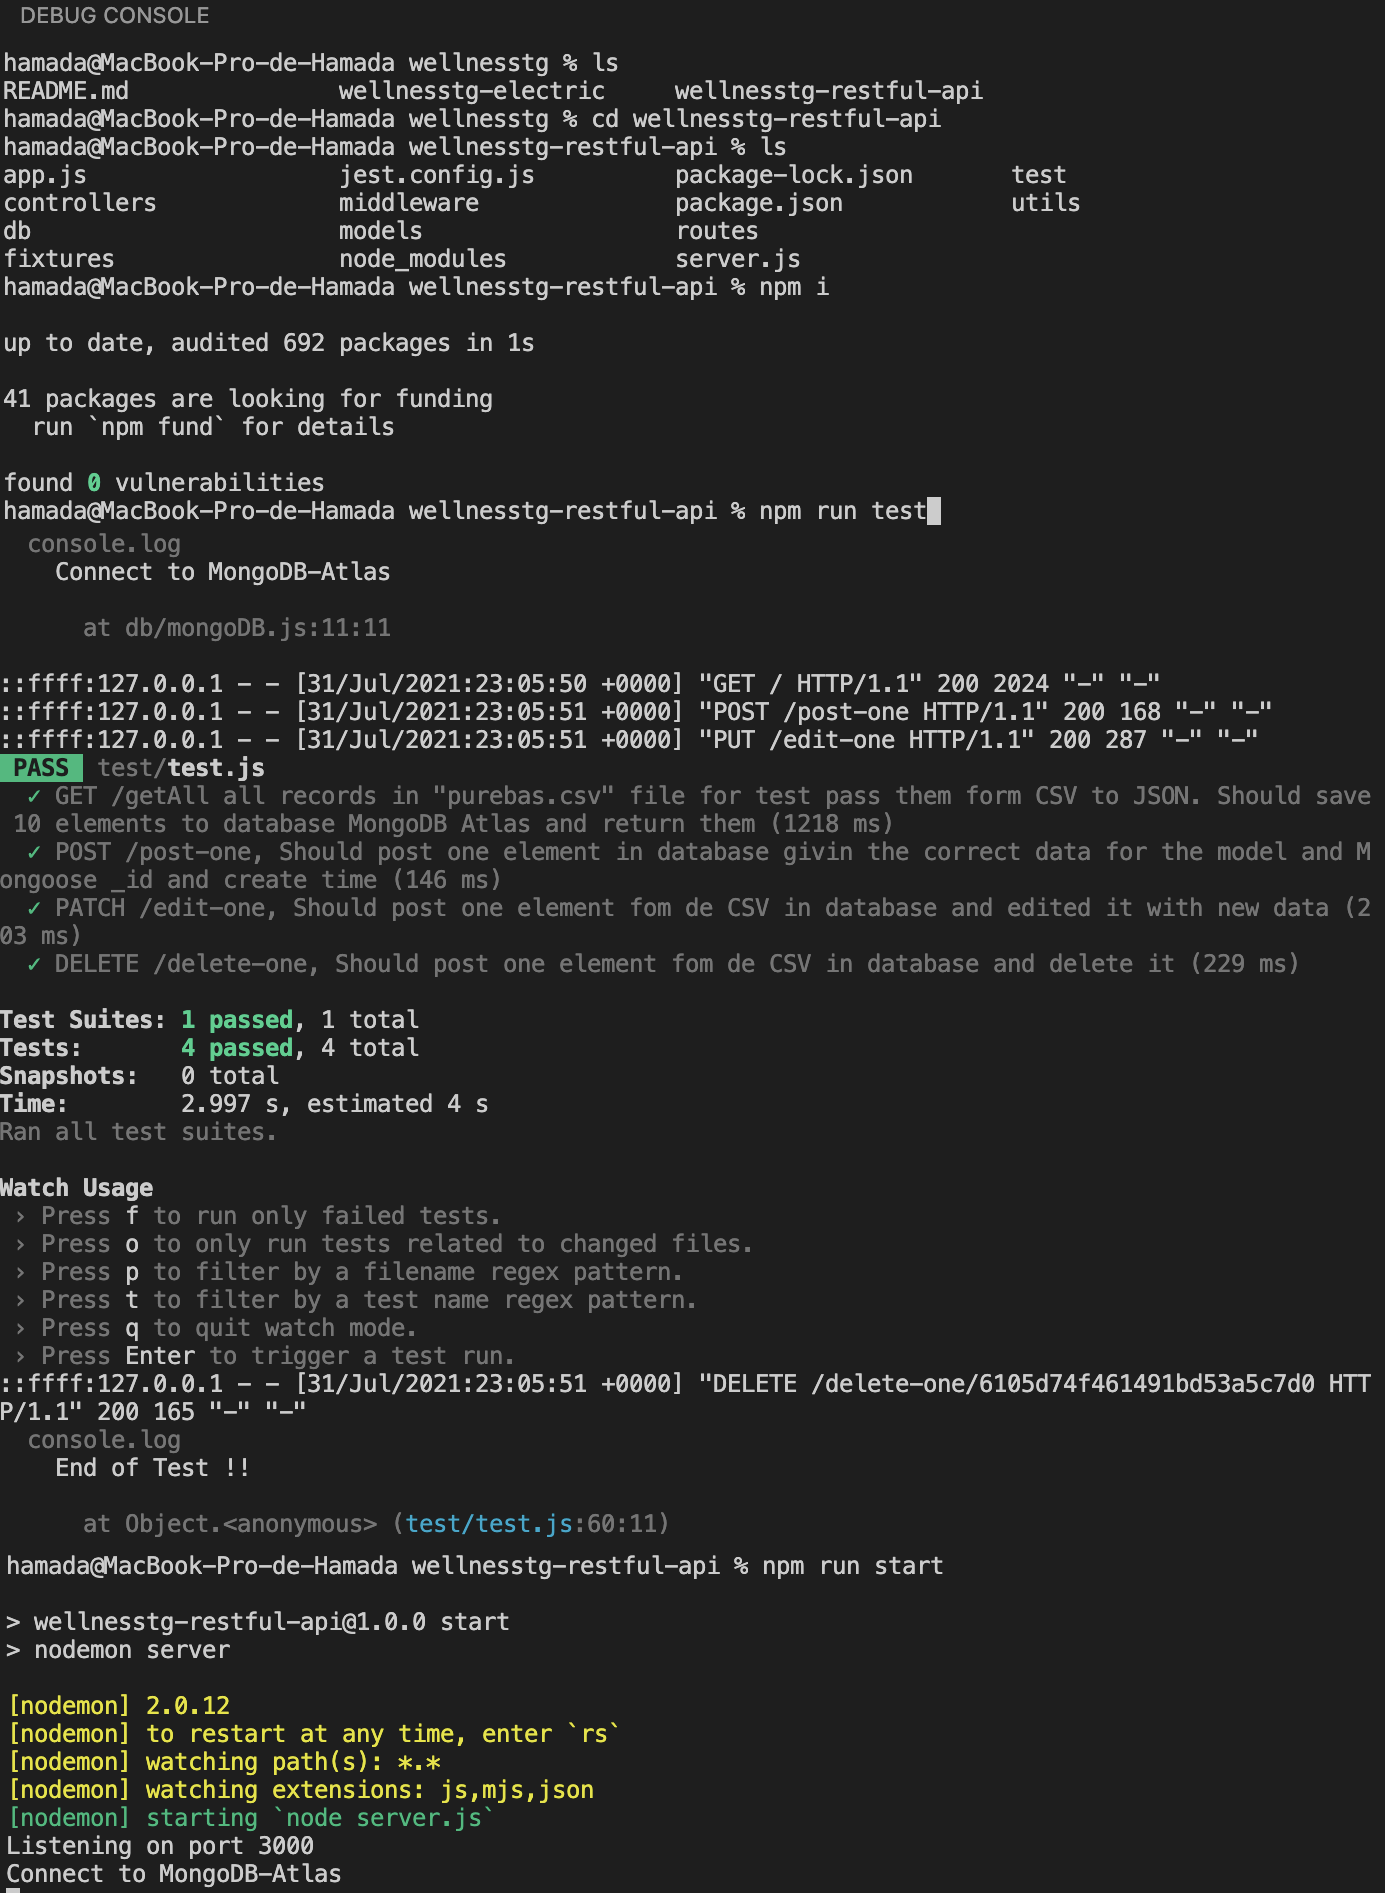 DEBUG CONSOLE
hamada@MacBook-Pro-de-Hamada wellnesstg % ls
README.md wellnesstg-electric wellnesstg-restful-api
hamada@MacBook-Pro-de-Hamada wellnesstg % cd wellnesstg-restful-api
hamada@MacBook-Pro-de-Hamada wellnesstg-restful-api % ls
app.js jest.config.js package-lock.json test
controllers middleware package.json utils
db models routes
fixtures node_modules server.js
hamada@MacBook-Pro-de-Hamada wellnesstg-restful-api % npm i
up to date, audited 692 packages in 1s
41 packages are looking for funding
run `npm fund` for details
found 0 vulnerabilities
hamada@MacBook-Pro-de-Hamada wellnesstg-restful-api % npm run test
console.log
Connect to MongoDB-Atlas
at db/mongoDB.js:11:11
::ffff:127.0.0.1 - - [31/Jul/2021:23:05:50 +0000] "GET / HTTP/1.1" 200 2024 "-" "-"
::ffff:127.0.0.1 - - [31/Jul/2021:23:05:51 +0000] "POST /post-one HTTP/1.1" 200 168 "-" "-"
::ffff:127.0.0.1 - - [31/Jul/2021:23:05:51 +0000] "PUT /edit-one HTTP/1.1" 200 287 "-" "-"
PASS test/test.js
✓ GET /getAll all records in "purebas.csv" file for test pass them form CSV to JSON. Should save
10 elements to database MongoDB Atlas and return them (1218 ms)
✓ POST /post-one, Should post one element in database givin the correct data for the model and M
ongoose _id and create time (146 ms)
✓ PATCH /edit-one, Should post one element fom de CSV in database and edited it with new data (2
03 ms)
✓ DELETE /delete-one, Should post one element fom de CSV in database and delete it (229 ms)
Test Suites: 1 passed, 1 total
Tests: 4 passed, 4 total
Snapshots: 0 total
Time: 2.997 s, estimated 4 s
Ran all test suites.
Watch Usage
› Press f to run only failed tests.
› Press o to only run tests related to changed files.
› Press p to filter by a filename regex pattern.
› Press t to filter by a test name regex pattern.
› Press q to quit watch mode.
› Press Enter to trigger a test run.
::ffff:127.0.0.1 - - [31/Jul/2021:23:05:51 +0000] "DELETE /delete-one/6105d74f461491bd53a5c7d0 HTT
P/1.1" 200 165 "-" "-"
console.log
End of Test !!
at Object.<anonymous> (test/test.js:60:11)
hamada@MacBook-Pro-de-Hamada wellnesstg-restful-api % npm run start
> wellnesstg-restful-api@1.0.0 start
> nodemon server
[nodemon] 2.0.12
[nodemon] to restart at any time, enter `rs`
[nodemon] watching path(s): *.*
[nodemon] watching extensions: js,mjs,json
[nodemon] starting `node server.js`
Listening on port 3000
Connect to MongoDB-Atlas